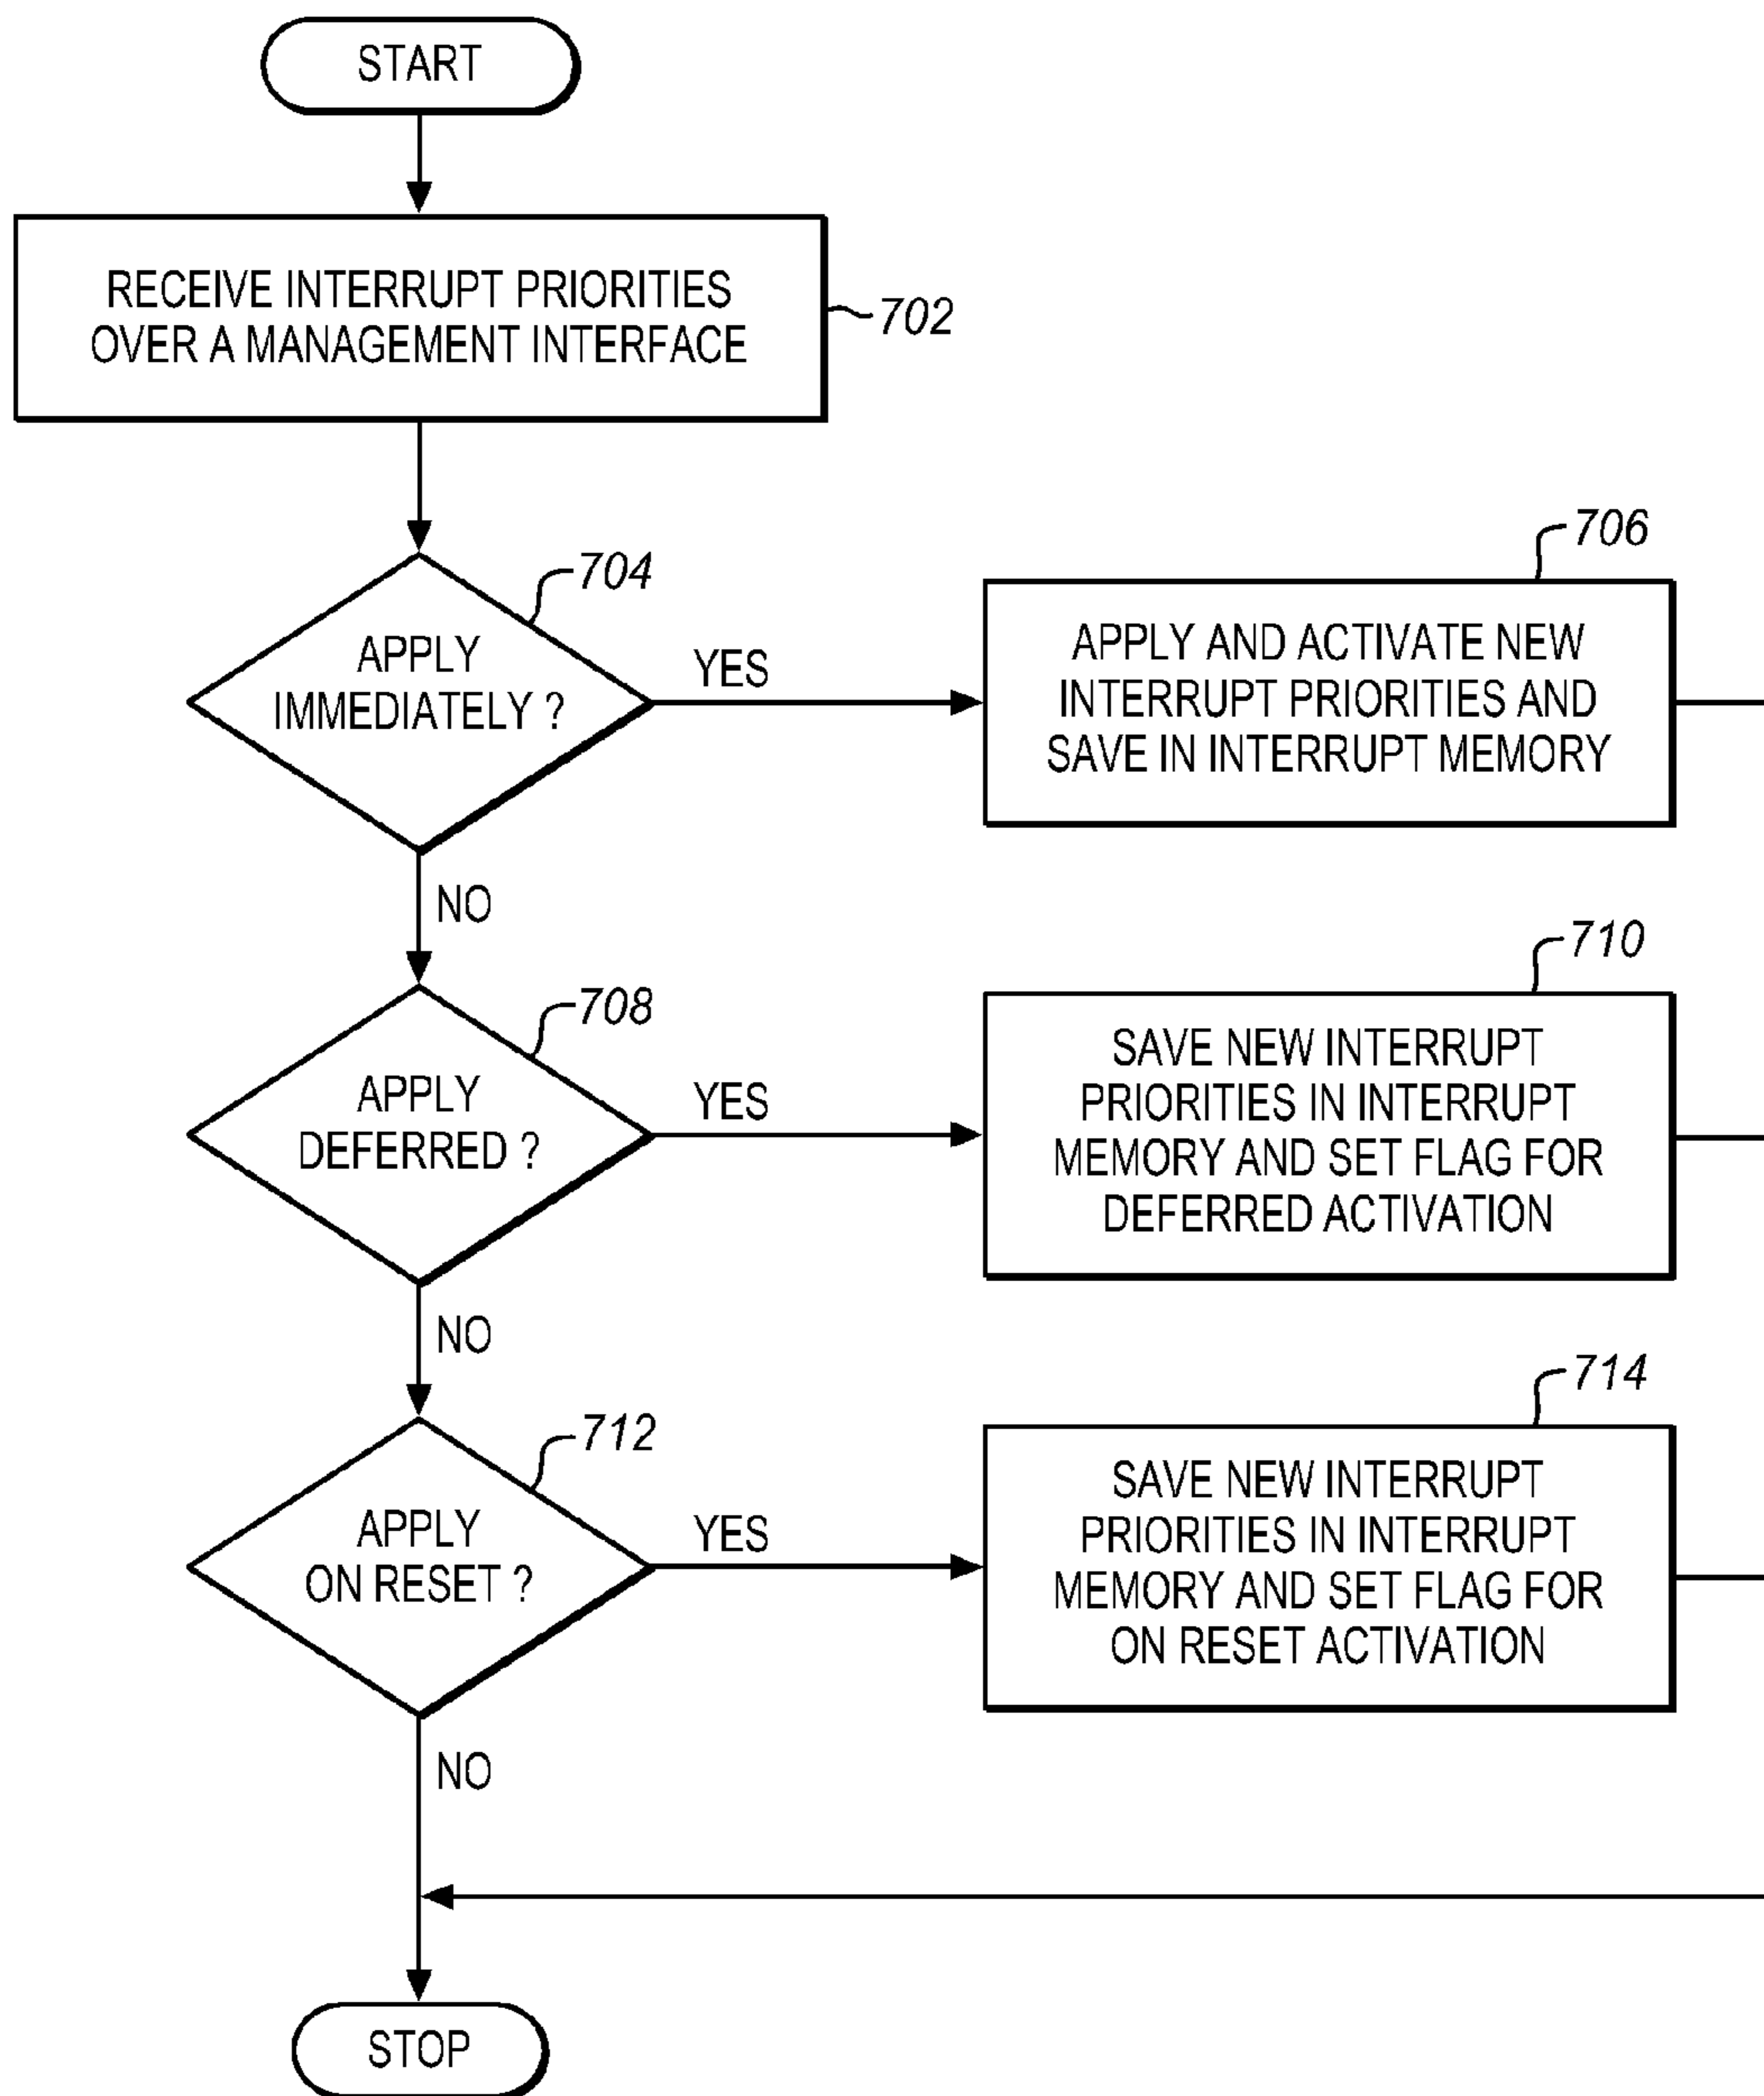 START
RECEIVE INTERRUPT PRIORITIES
OVER A MANAGEMENT INTERFACE
702
704
APPLY
IMMEDIATELY ?
YES
706
APPLY AND ACTIVATE NEW
INTERRUPT PRIORITIES AND
SAVE IN INTERRUPT MEMORY
NO
708
APPLY
DEFERRED ?
YES
710
SAVE NEW INTERRUPT
PRIORITIES IN INTERRUPT
MEMORY AND SET FLAG FOR
DEFERRED ACTIVATION
NO
712
APPLY
ON RESET ?
YES
714
SAVE NEW INTERRUPT
PRIORITIES IN INTERRUPT
MEMORY AND SET FLAG FOR
ON RESET ACTIVATION
NO
STOP